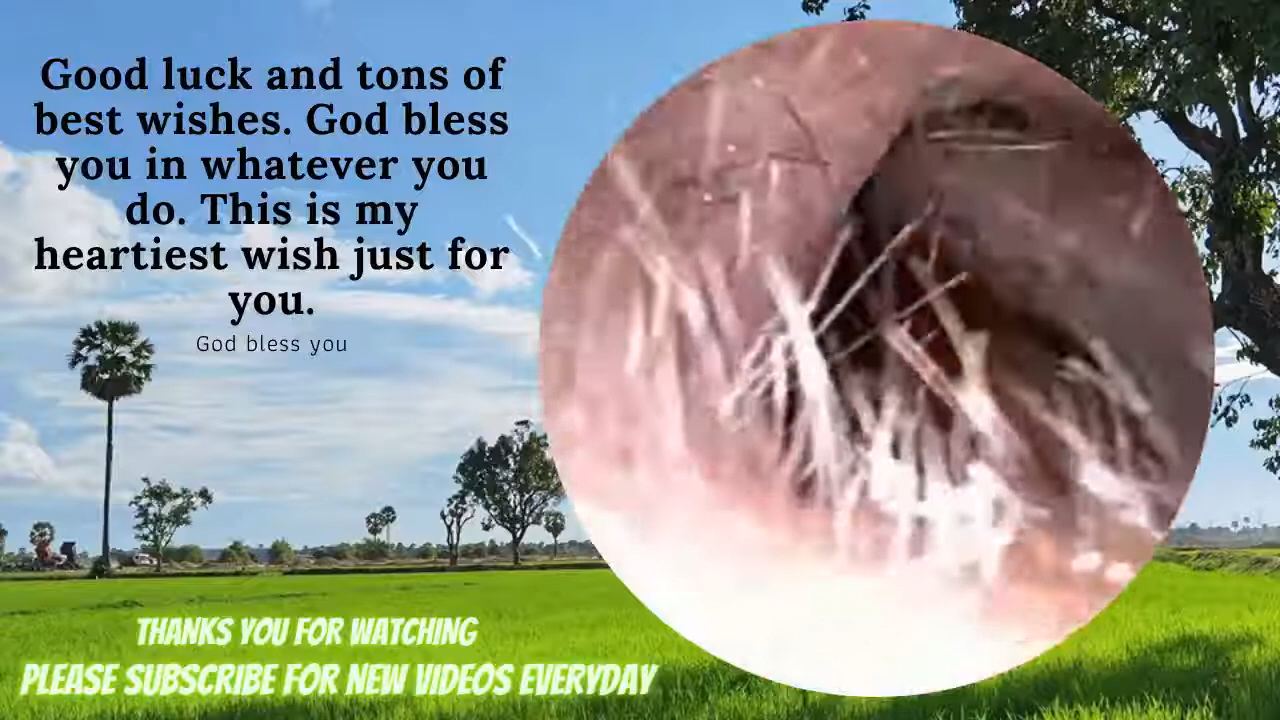 Good luck and tons of
best wishes. God bless
you in whatever you
do. This is my
heartiest wish just for
you.
God bless you
THANKS YOU FOR WATCHING
PLEASE SUBSCRIBE FOR NEW VIDEOS EVERYDAY